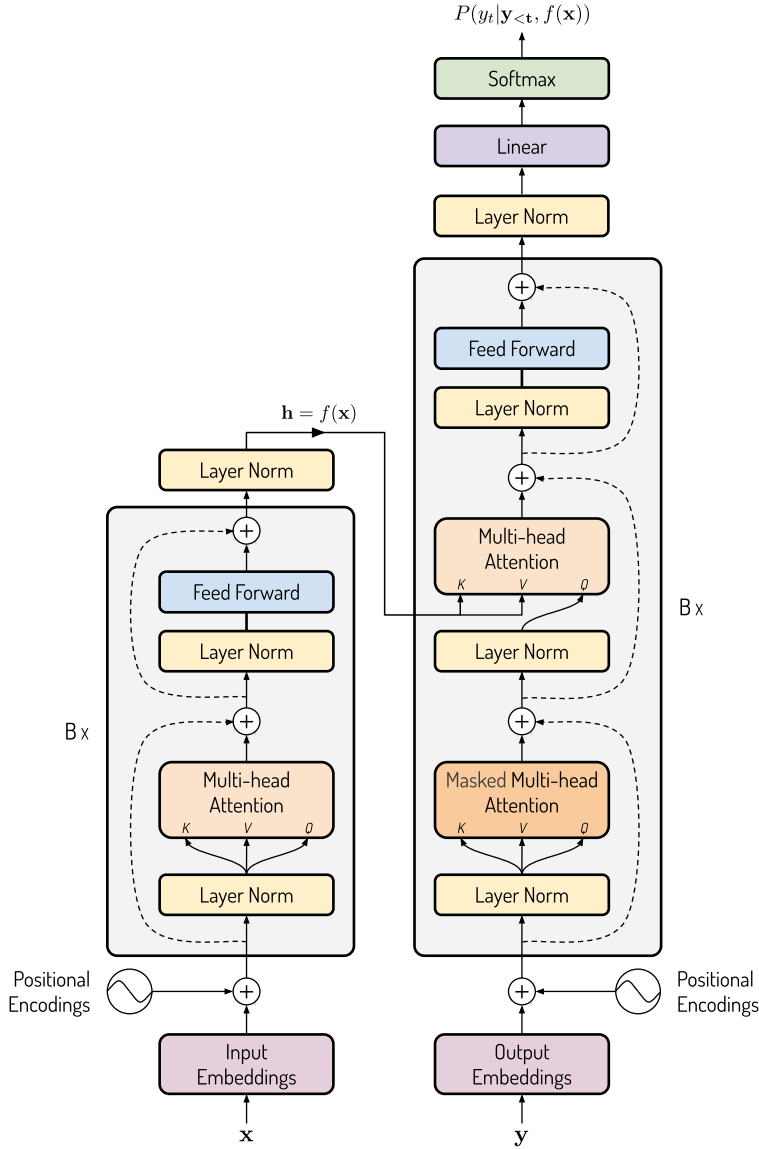 P(y_t|y_{<t}, f(x))
Softmax
Linear
Layer Norm
Feed Forward
Layer Norm
Multi-head
Attention
K V Q
Layer Norm
Masked Multi-head
Attention
K V Q
Layer Norm
B x
Positional
Encodings
Output
Embeddings
y
h = f(x)
Layer Norm
Feed Forward
Layer Norm
Multi-head
Attention
K V Q
Layer Norm
B x
Positional
Encodings
Input
Embeddings
x